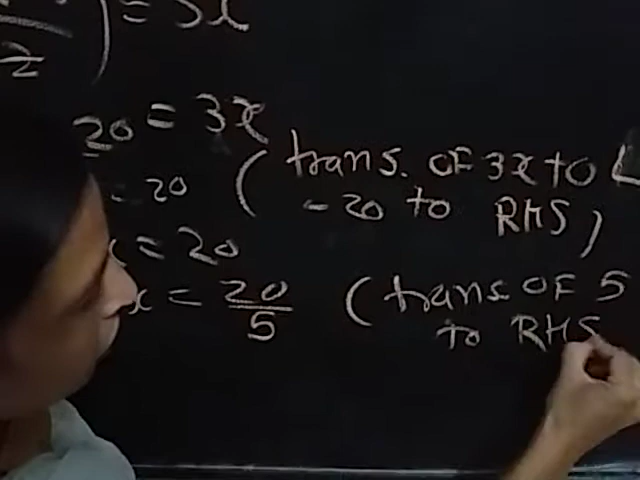 /2) = 3x
20 = 3x
= 20 (trans. OF 3x to L
-20 to RHS)
x = 20
x = 20/5 (trans OF 5
to RHS